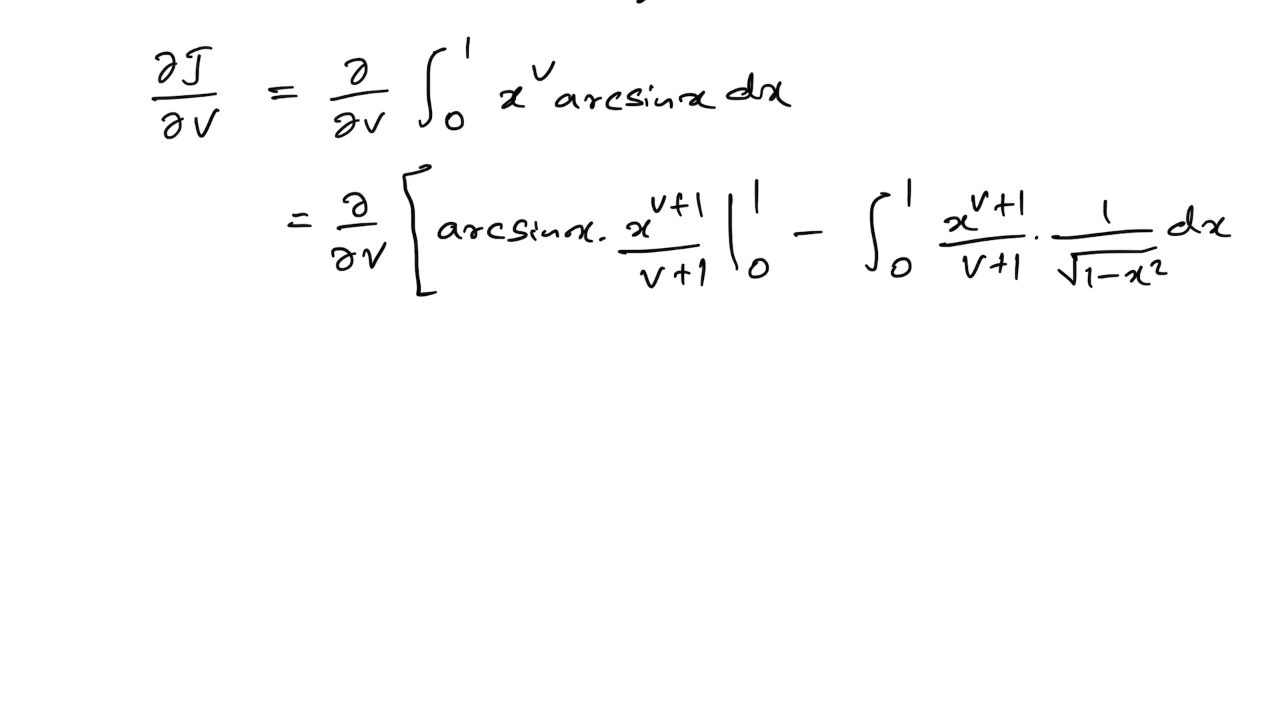 ∂J/∂v = ∂/∂v ∫₀¹ x^v arcsinx dx
= ∂/∂v [ arcsinx · x^(v+1)/(v+1) |₀¹ − ∫₀¹ x^(v+1)/(v+1) · 1/√(1−x²) dx